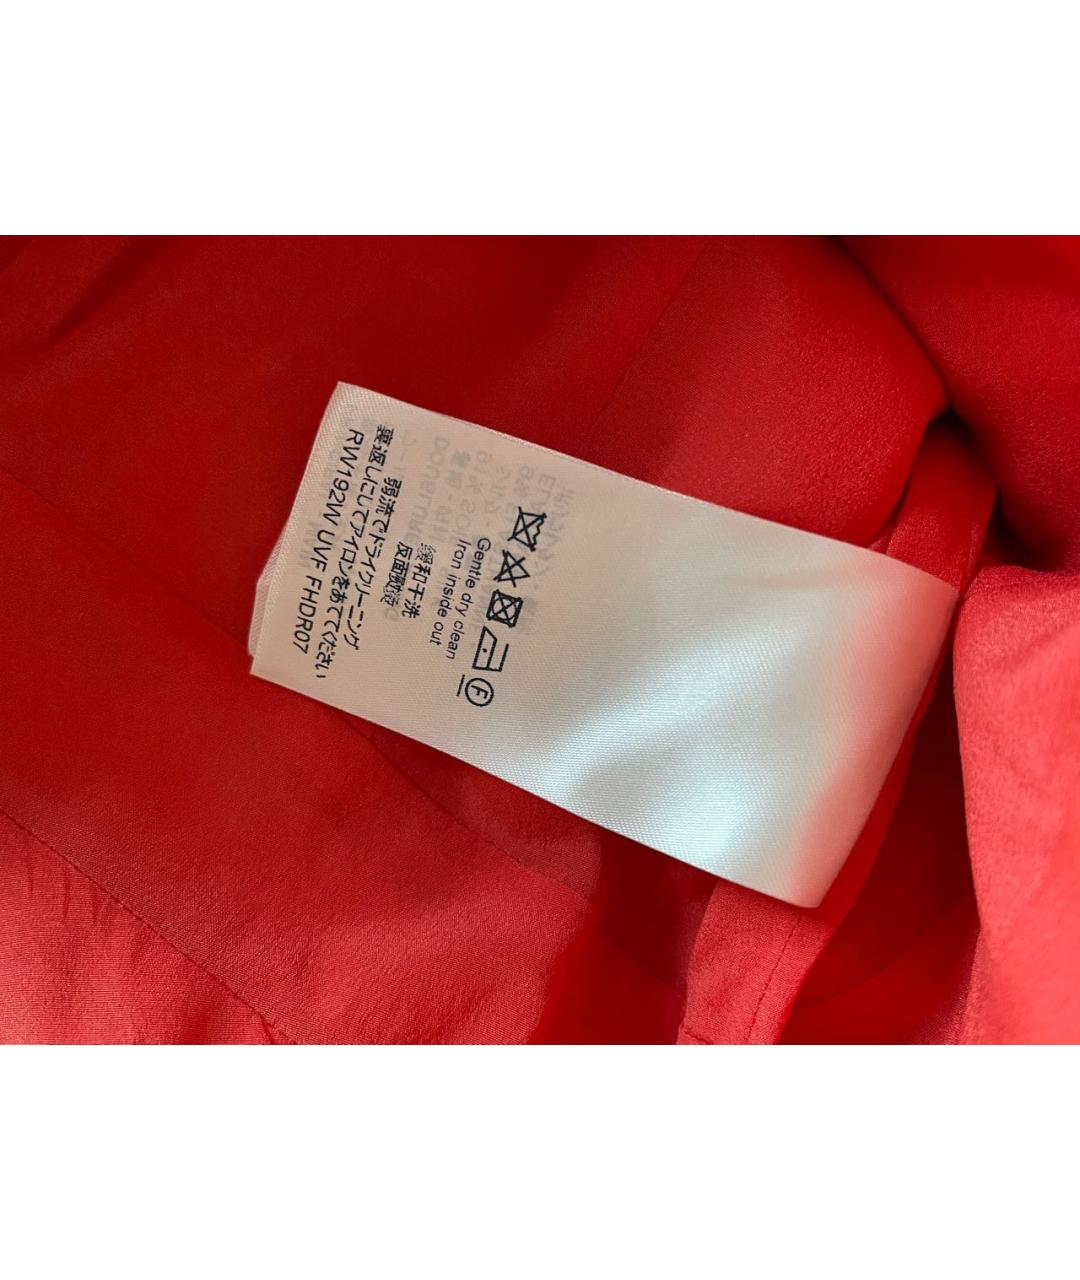 F
Gentle dry clean
Iron inside out
缓和干洗
反面熨烫
弱流でドライクリーニング
裏返しにしてアイロンをあててください
RW192W UVF FHDR07